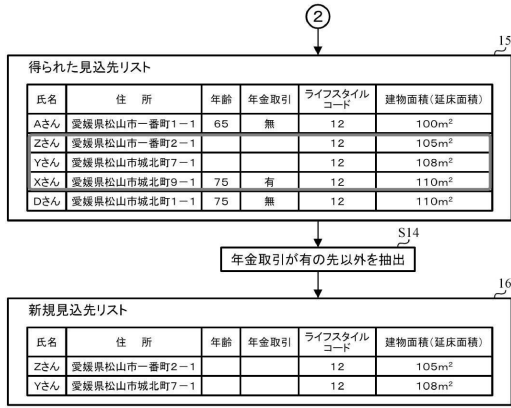 ②
15
得られた見込先リスト
氏名 住 所 年齢 年金取引 ライフスタイルコード 建物面積(延床面積)
Aさん 愛媛県松山市一番町1－1 65 無 12 100m²
Zさん 愛媛県松山市一番町2－1 12 105m²
Yさん 愛媛県松山市城北町7－1 12 108m²
Xさん 愛媛県松山市城北町9－1 75 有 12 110m²
Dさん 愛媛県松山市城北町1－1 75 無 12 110m²
S14
年金取引が有の先以外を抽出
16
新規見込先リスト
氏名 住 所 年齢 年金取引 ライフスタイルコード 建物面積(延床面積)
Zさん 愛媛県松山市一番町2－1 12 105m²
Yさん 愛媛県松山市城北町7－1 12 108m²